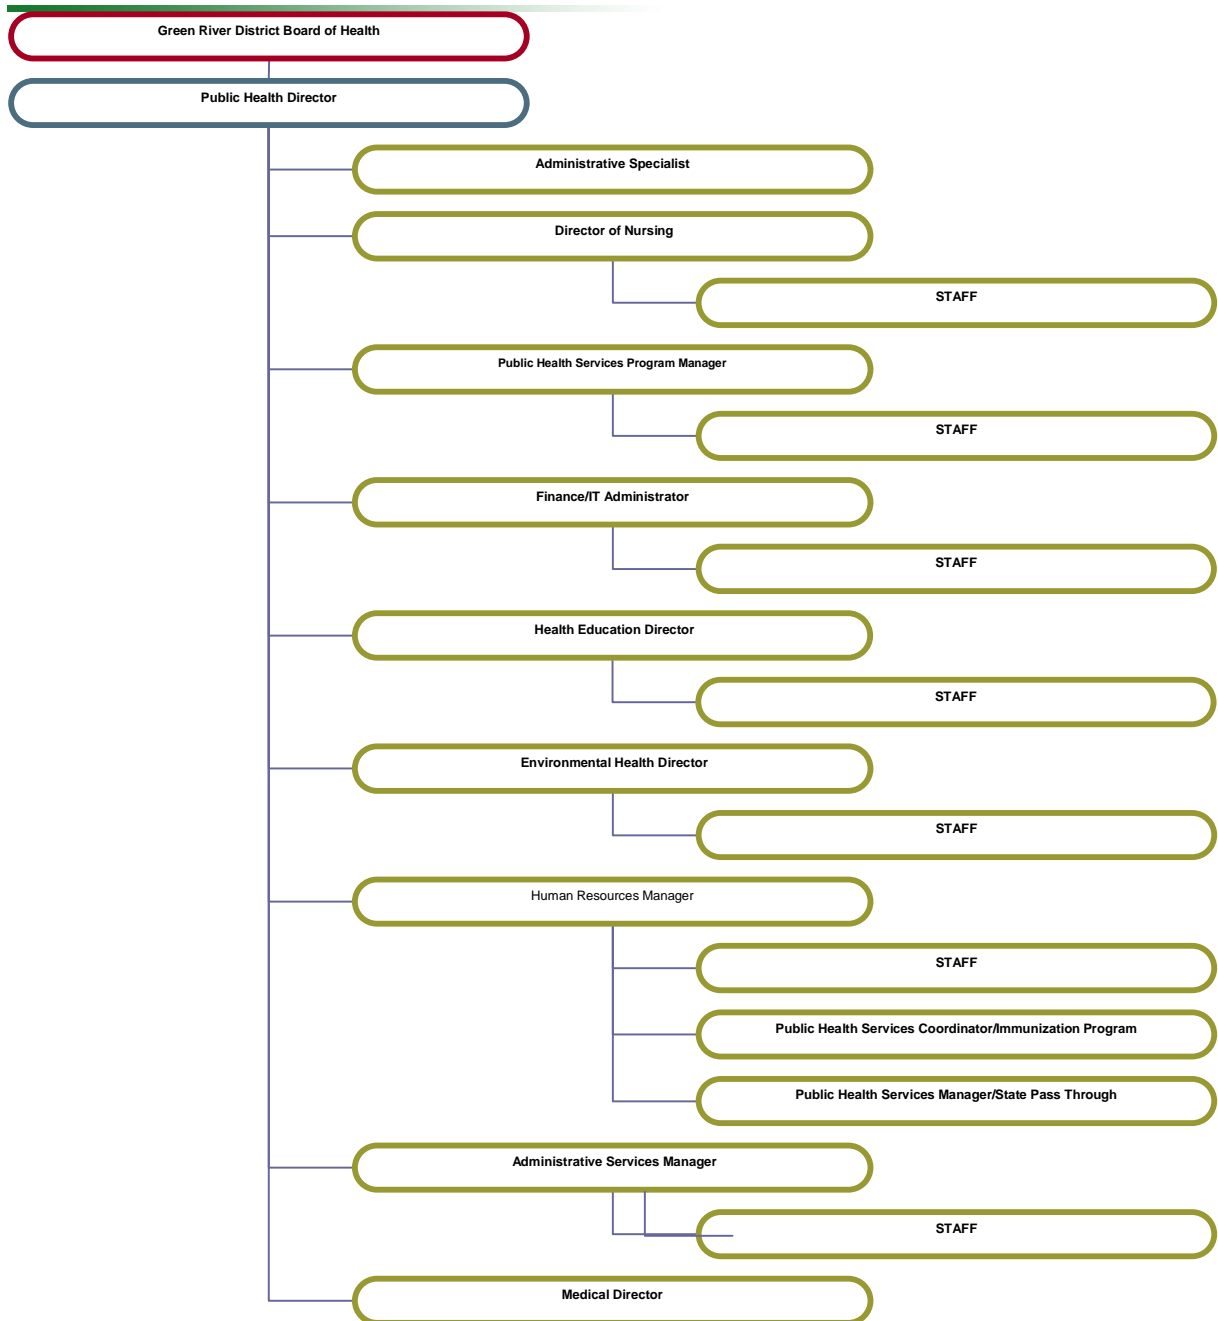 Green River District Board of Health
Public Health Director
Administrative Specialist
Director of Nursing
STAFF
Public Health Services Program Manager
STAFF
Finance/IT Administrator
STAFF
Health Education Director
STAFF
Environmental Health Director
STAFF
Human Resources Manager
STAFF
Public Health Services Coordinator/Immunization Program
Public Health Services Manager/State Pass Through
Administrative Services Manager
STAFF
Medical Director